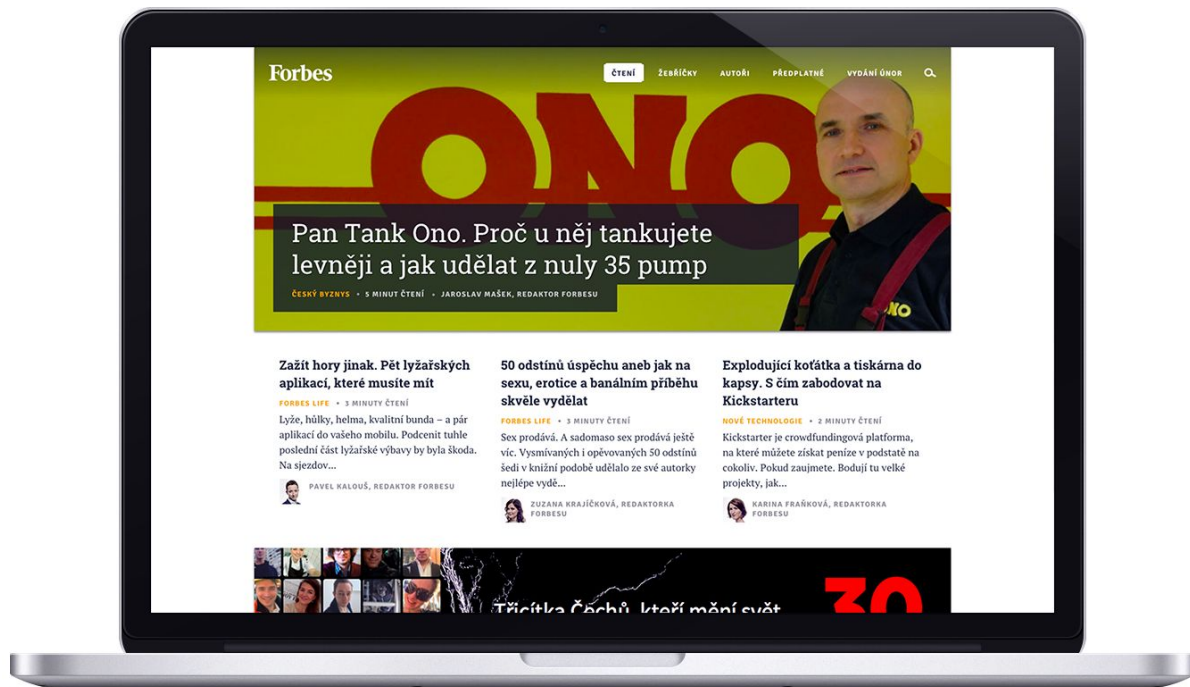 Forbes
ČTENÍ ŽEBŘÍČKY AUTOŘI PŘEDPLATNÉ VYDÁNÍ ÚNOR
ONO
Pan Tank Ono. Proč u něj tankujete
levněji a jak udělat z nuly 35 pump
ČESKÝ BYZNYS • 5 MINUT ČTENÍ • JAROSLAV MAŠEK, REDAKTOR FORBESU
ONO
Zažít hory jinak. Pět lyžařských
aplikací, které musíte mít
FORBES LIFE • 3 MINUTY ČTENÍ
Lyže, hůlky, helma, kvalitní bunda – a pár
aplikací do vašeho mobilu. Podcenit tuhle
poslední část lyžařské výbavy by byla škoda.
Na sjezdov...
PAVEL KALOUŠ, REDAKTOR FORBESU
50 odstínů úspěchu aneb jak na
sexu, erotice a banálním příběhu
skvěle vydělat
FORBES LIFE • 3 MINUTY ČTENÍ
Sex prodává. A sadomaso sex prodává ještě
víc. Vysmívaných i opěvovaných 50 odstínů
šedi v knižní podobě udělalo ze své autorky
nejlépe vydě...
ZUZANA KRAJÍČKOVÁ, REDAKTORKA
FORBESU
Explodující koťátka a tiskárna do
kapsy. S čím zabodovat na
Kickstarteru
NOVÉ TECHNOLOGIE • 2 MINUTY ČTENÍ
Kickstarter je crowdfundingová platforma,
na které můžete získat peníze v podstatě na
cokoliv. Pokud zaujmete. Bodují tu velké
projekty, jak...
KARINA FRAŇKOVÁ, REDAKTORKA
FORBESU
Třicítka Čechů, kteří mění svět
30